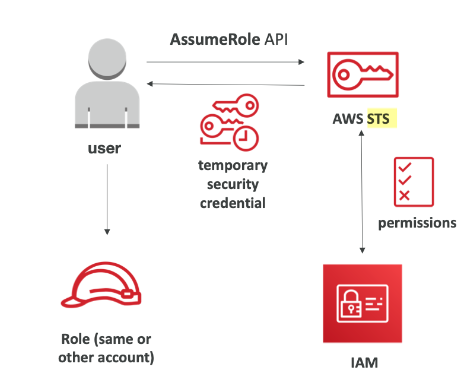 AssumeRole API
user
AWS STS
temporary
security
credential
permissions
Role (same or
other account)
IAM